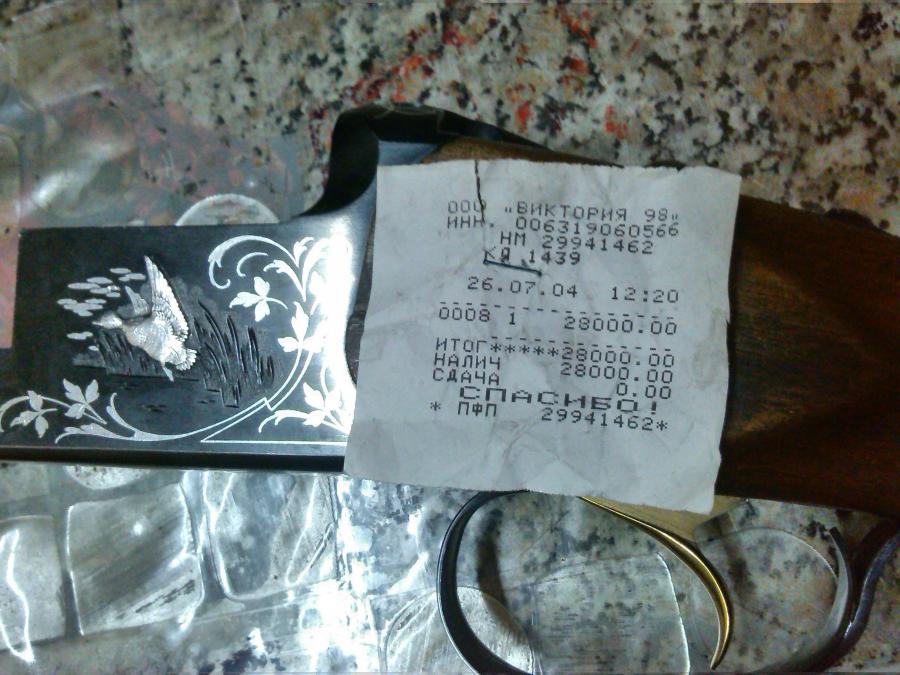 ООО "ВИКТОРИЯ 98"
ИНН. 006319060566
НМ 29941462
КЛ 1439
26.07.04 12:20
0008 1 28000.00
ИТОГ*****28000.00
НАЛИЧ 28000.00
СДАЧА 0.00
СПАСИБО!
* ПФП 29941462*